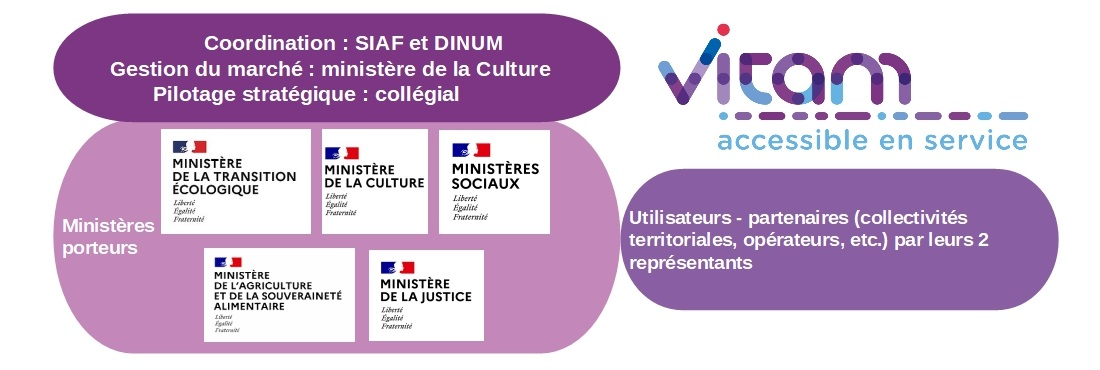 Coordination : SIAF et DINUM
Gestion du marché : ministère de la Culture
Pilotage stratégique : collégial
vitam
accessible en service
Ministères
porteurs
MINISTÈRE
DE LA TRANSITION
ÉCOLOGIQUE
Liberté
Égalité
Fraternité
MINISTÈRE
DE LA CULTURE
Liberté
Égalité
Fraternité
MINISTÈRES
SOCIAUX
Liberté
Égalité
Fraternité
MINISTÈRE
DE L'AGRICULTURE
ET DE LA SOUVERAINETÉ
ALIMENTAIRE
Liberté
Égalité
Fraternité
MINISTÈRE
DE LA JUSTICE
Liberté
Égalité
Fraternité
Utilisateurs - partenaires (collectivités
territoriales, opérateurs, etc.) par leurs 2
représentants